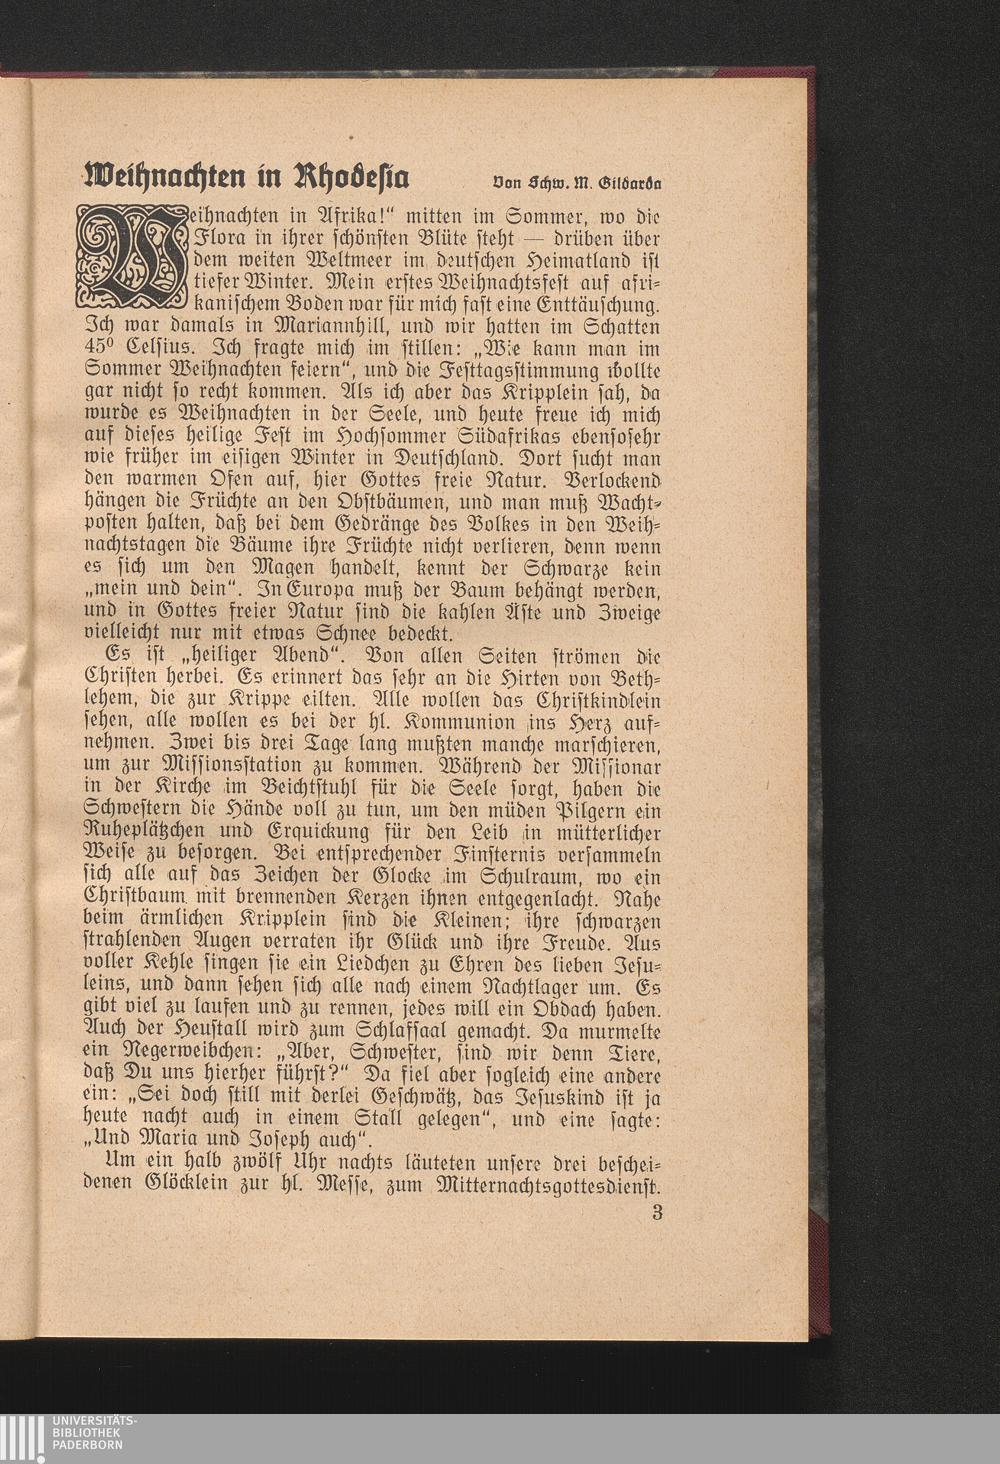 Weihnachten in Rhodesia Von Schw. M. Gildarda
Weihnachten in Afrika!“ mitten im Sommer, wo die
Flora in ihrer schönsten Blüte steht — drüben über
dem weiten Weltmeer im deutschen Heimatland ist
tiefer Winter. Mein erstes Weihnachtsfest auf afri-
kanischem Boden war für mich fast eine Enttäuschung.
Ich war damals in Mariannhill, und wir hatten im Schatten
45⁰ Celsius. Ich fragte mich im stillen: „Wie kann man im
Sommer Weihnachten feiern“, und die Festtagsstimmung wollte
gar nicht so recht kommen. Als ich aber das Kripplein sah, da
wurde es Weihnachten in der Seele, und heute freue ich mich
auf dieses heilige Fest im Hochsommer Südafrikas ebensosehr
wie früher im eisigen Winter in Deutschland. Dort sucht man
den warmen Ofen auf, hier Gottes freie Natur. Verlockend
hängen die Früchte an den Obstbäumen, und man muß Wacht-
posten halten, daß bei dem Gedränge des Volkes in den Weih-
nachtstagen die Bäume ihre Früchte nicht verlieren, denn wenn
es sich um den Magen handelt, kennt der Schwarze kein
„mein und dein“. In Europa muß der Baum behängt werden,
und in Gottes freier Natur sind die kahlen Äste und Zweige
vielleicht nur mit etwas Schnee bedeckt.
Es ist „heiliger Abend“. Von allen Seiten strömen die
Christen herbei. Es erinnert das sehr an die Hirten von Beth-
lehem, die zur Krippe eilten. Alle wollen das Christkindlein
sehen, alle wollen es bei der hl. Kommunion ins Herz auf-
nehmen. Zwei bis drei Tage lang mußten manche marschieren,
um zur Missionsstation zu kommen. Während der Missionar
in der Kirche im Beichtstuhl für die Seele sorgt, haben die
Schwestern die Hände voll zu tun, um den müden Pilgern ein
Ruheplätzchen und Erquickung für den Leib in mütterlicher
Weise zu besorgen. Bei entsprechender Finsternis versammeln
sich alle auf das Zeichen der Glocke im Schulraum, wo ein
Christbaum mit brennenden Kerzen ihnen entgegenlacht. Nahe
beim ärmlichen Kripplein sind die Kleinen; ihre schwarzen
strahlenden Augen verraten ihr Glück und ihre Freude. Aus
voller Kehle singen sie ein Liedchen zu Ehren des lieben Jesu-
leins, und dann sehen sich alle nach einem Nachtlager um. Es
gibt viel zu laufen und zu rennen, jedes will ein Obdach haben.
Auch der Heustall wird zum Schlafsaal gemacht. Da murmelte
ein Negerweibchen: „Aber, Schwester, sind wir denn Tiere,
daß Du uns hierher führst?“ Da fiel aber sogleich eine andere
ein: „Sei doch still mit derlei Geschwätz, das Jesuskind ist ja
heute nacht auch in einem Stall gelegen“, und eine sagte:
„Und Maria und Joseph auch“.
Um ein halb zwölf Uhr nachts läuteten unsere drei beschei-
denen Glöcklein zur hl. Messe, zum Mitternachtsgottesdienst.
3
UNIVERSITÄTS-
BIBLIOTHEK
PADERBORN